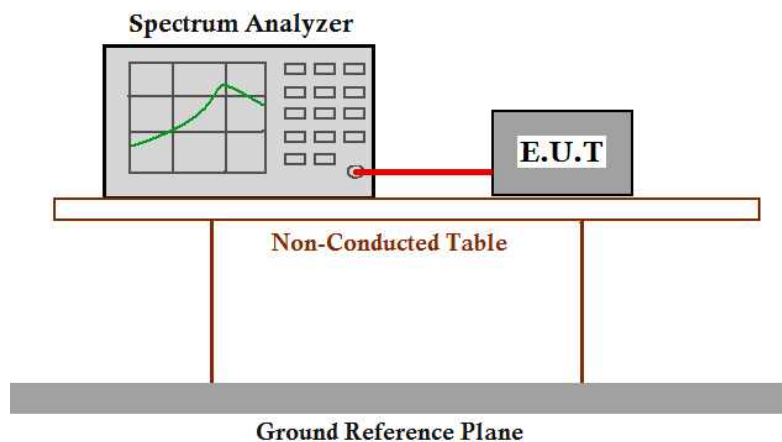 Spectrum Analyzer
E.U.T
Non-Conducted Table
Ground Reference Plane